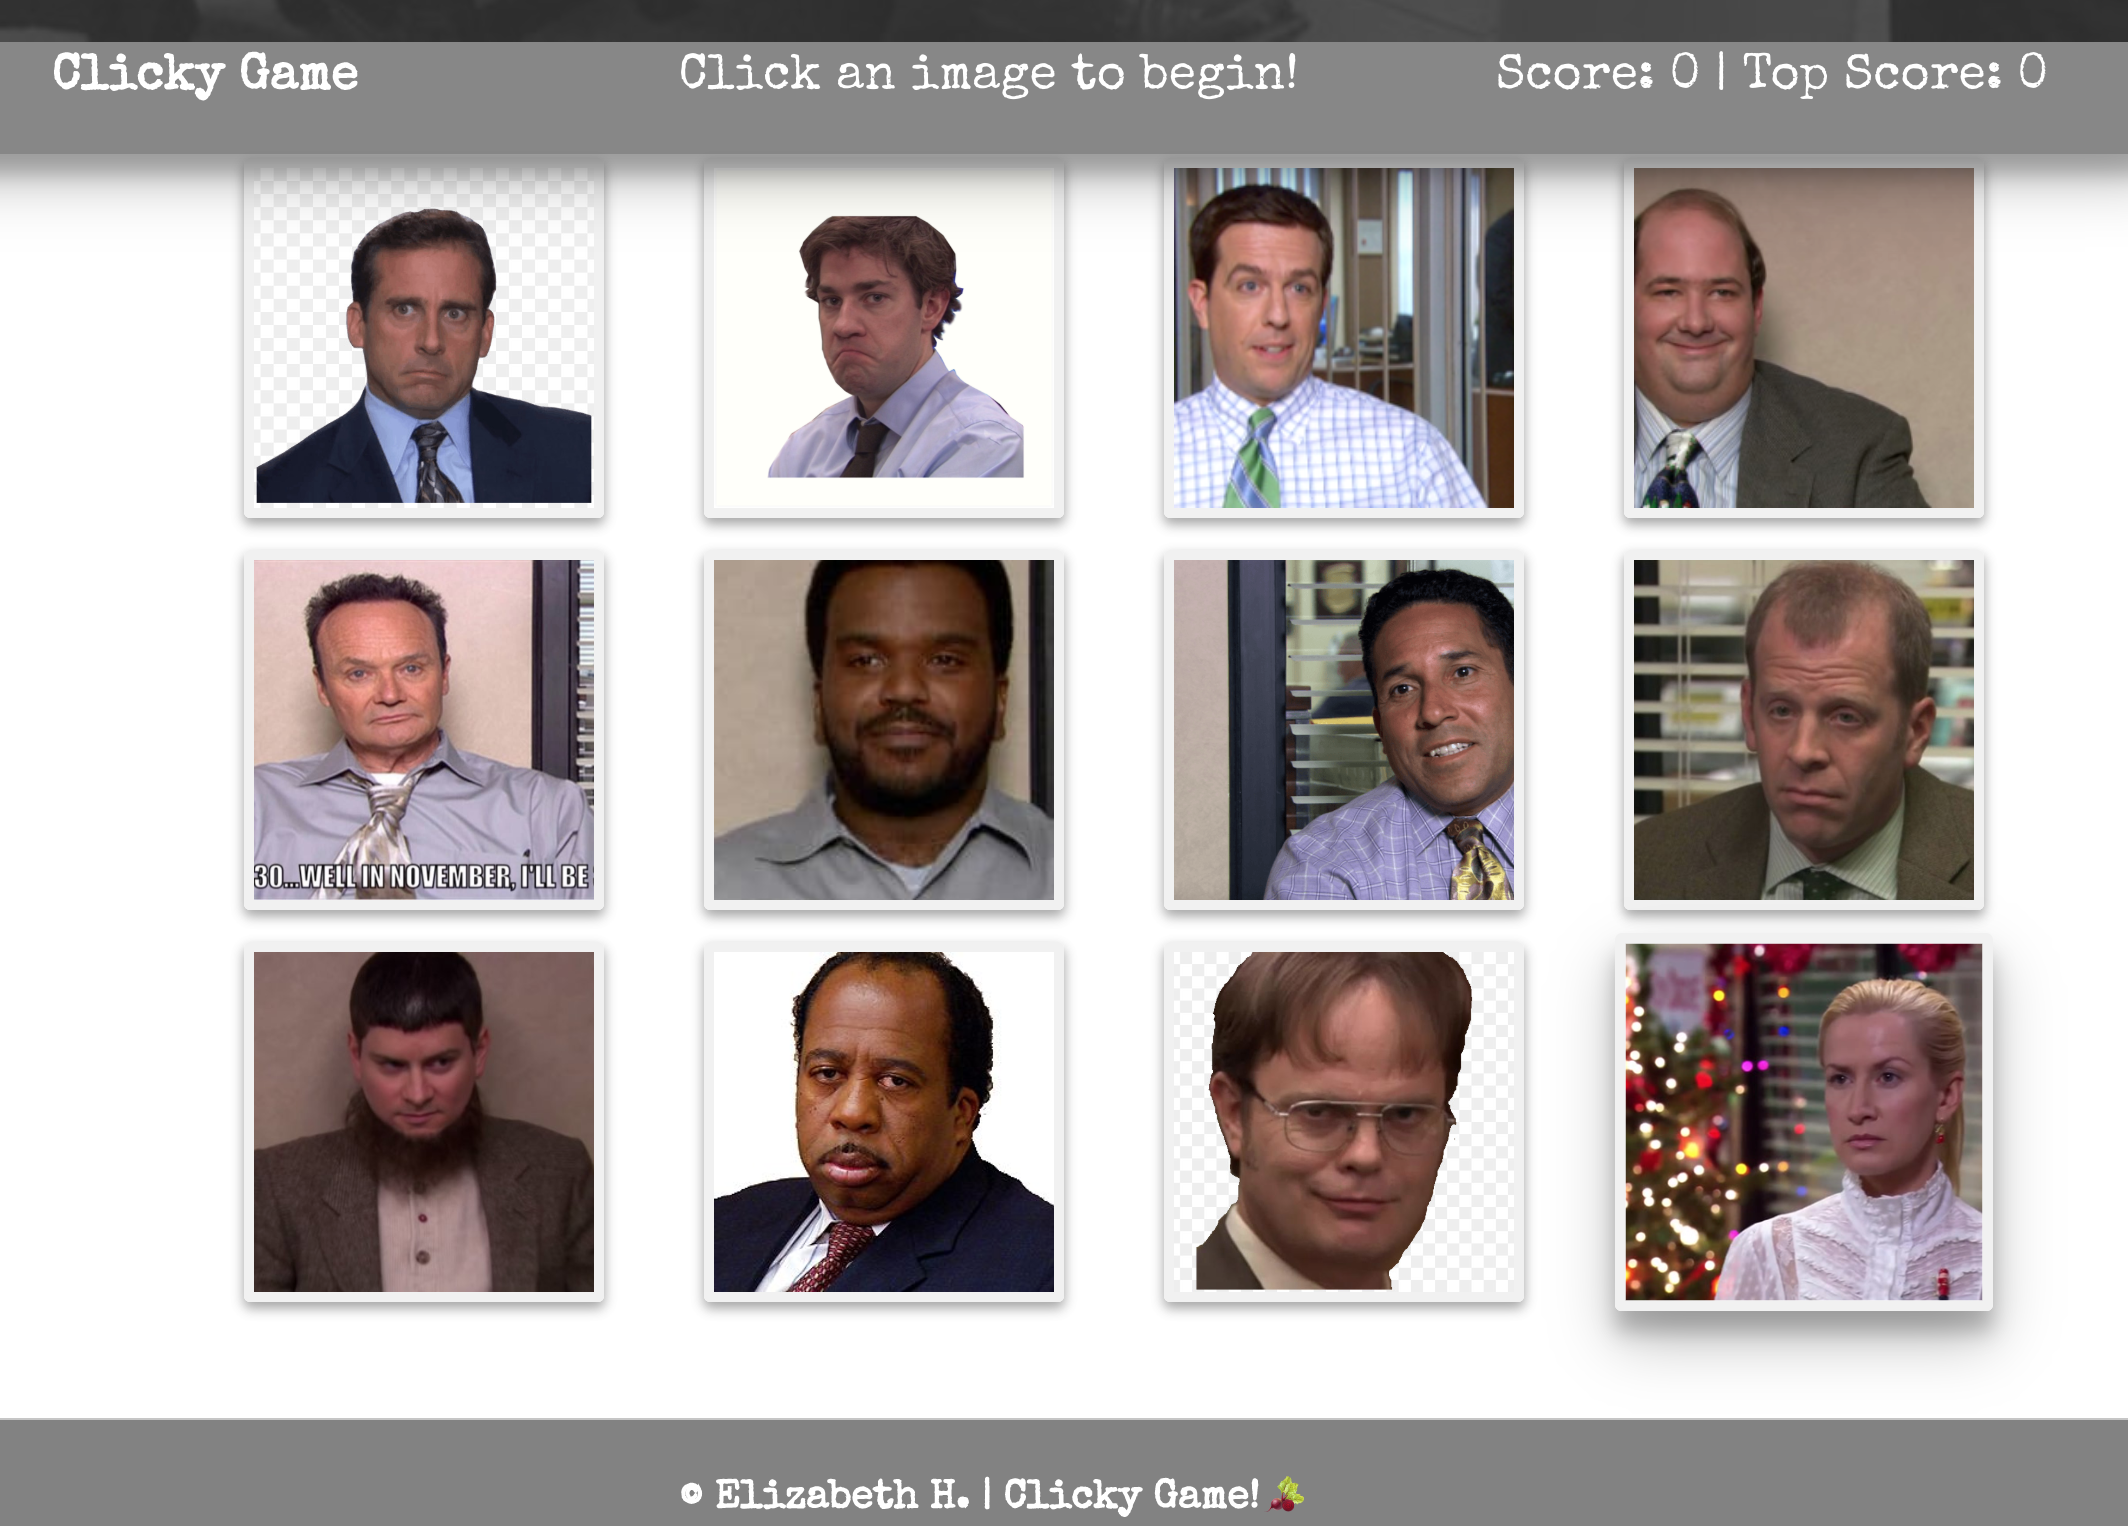 Clicky Game
Click an image to begin!
Score: 0 | Top Score: 0
30...WELL IN NOVEMBER, I'LL BE
© Elizabeth H. | Clicky Game!